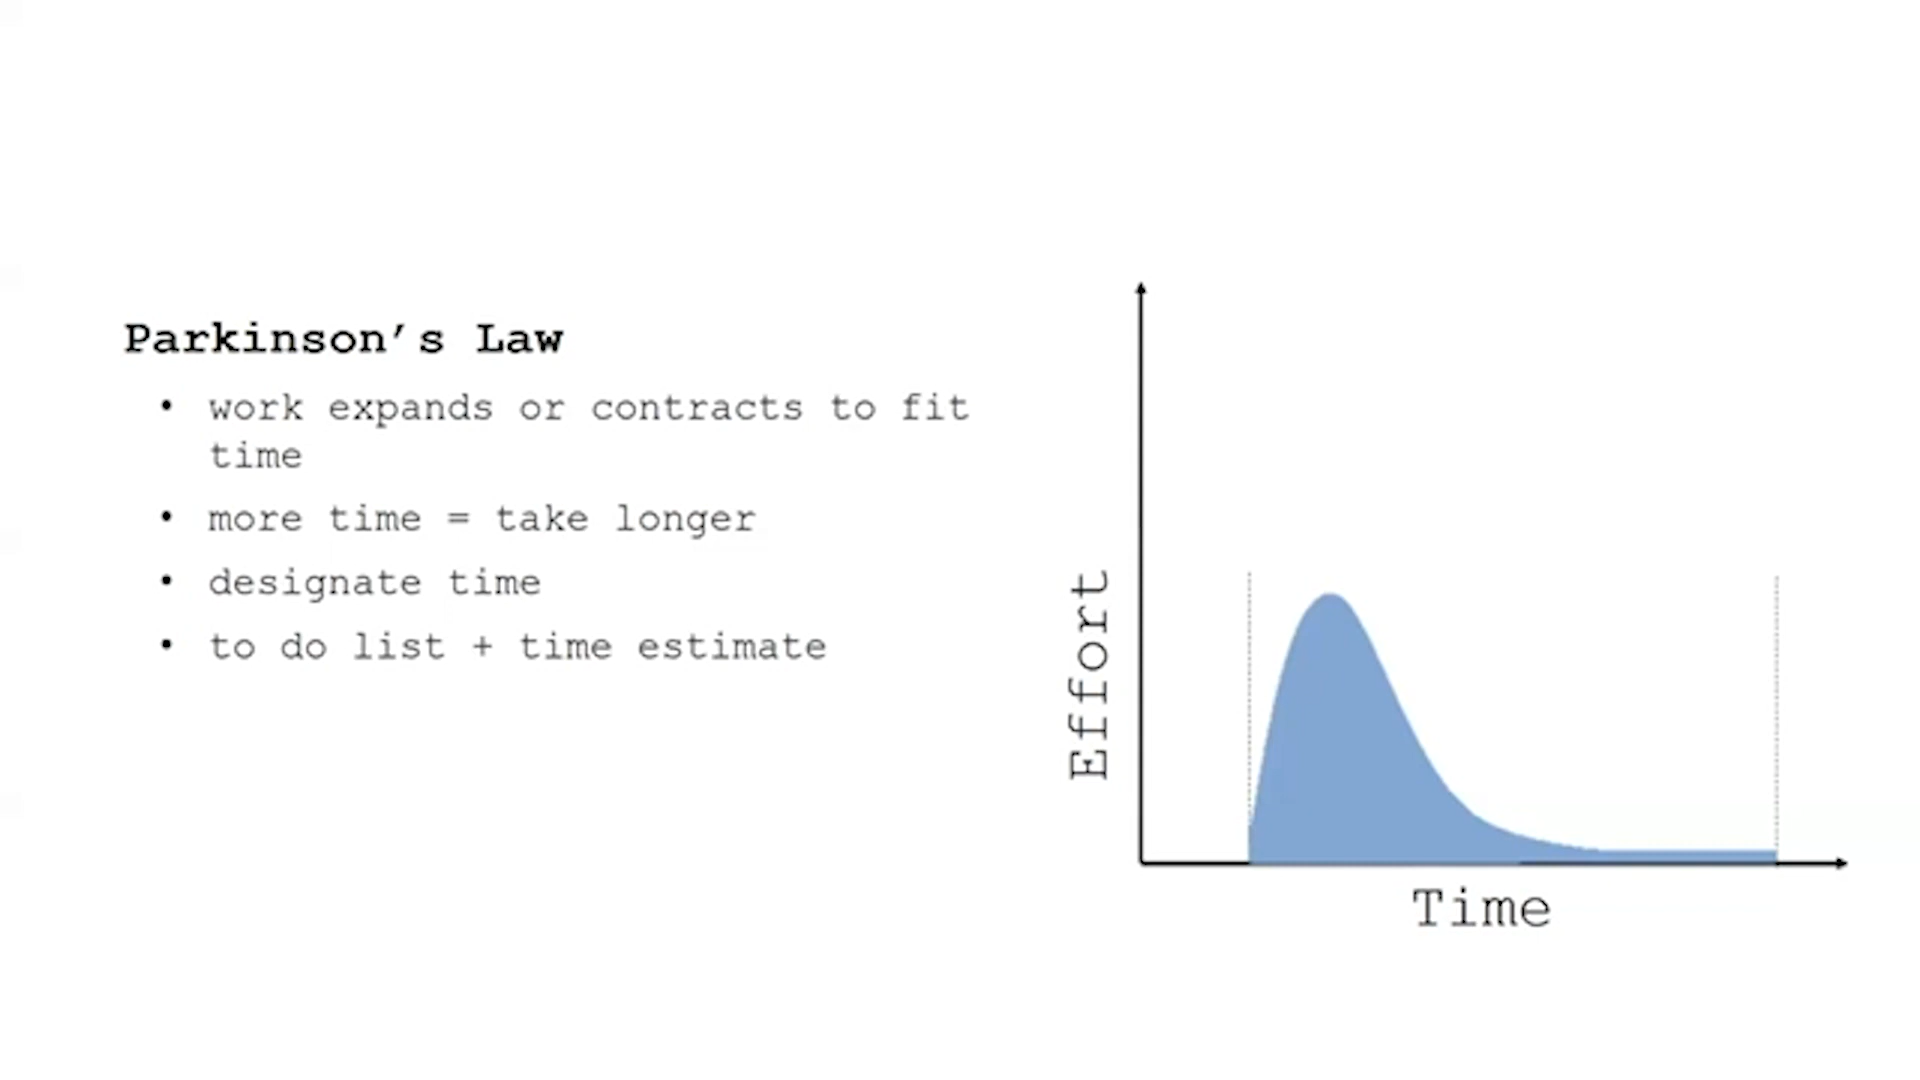 Parkinson's Law
• work expands or contracts to fit
time
• more time = take longer
• designate time
• to do list + time estimate
Effort
Time